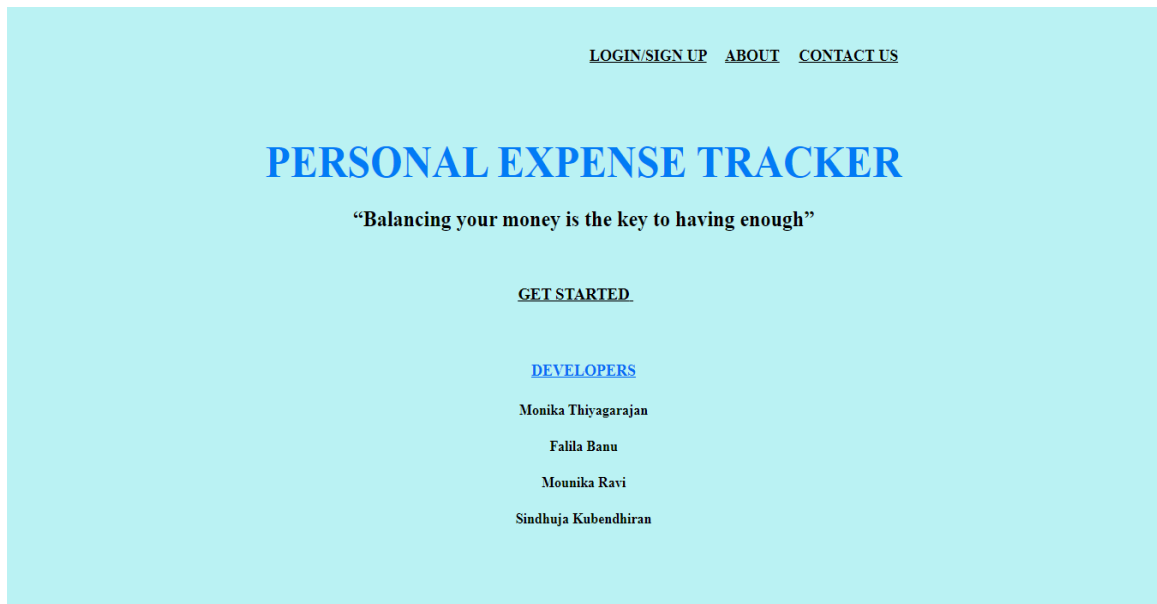 LOGIN/SIGN UP ABOUT CONTACT US
PERSONAL EXPENSE TRACKER
“Balancing your money is the key to having enough”
GET STARTED
DEVELOPERS
Monika Thiyagarajan
Falila Banu
Mounika Ravi
Sindhuja Kubendhiran